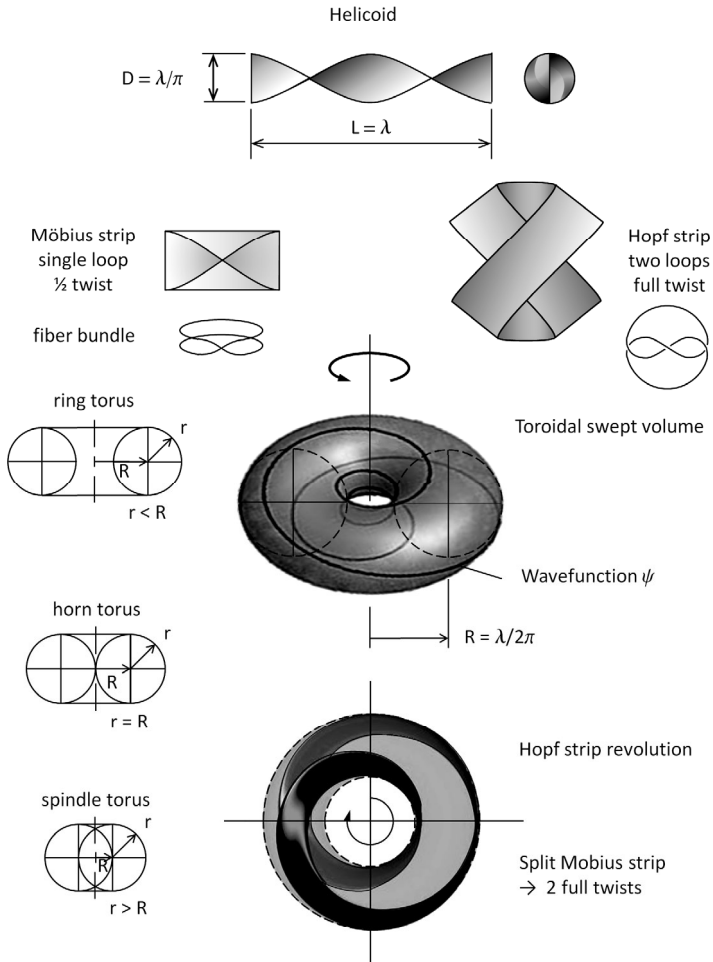 Helicoid
D = λ/π
L = λ
Möbius strip
single loop
½ twist
fiber bundle
Hopf strip
two loops
full twist
ring torus
r
R
r < R
Toroidal swept volume
Wavefunction ψ
R = λ/2π
horn torus
r
R
r = R
Hopf strip revolution
spindle torus
r
R
r > R
Split Mobius strip
→ 2 full twists